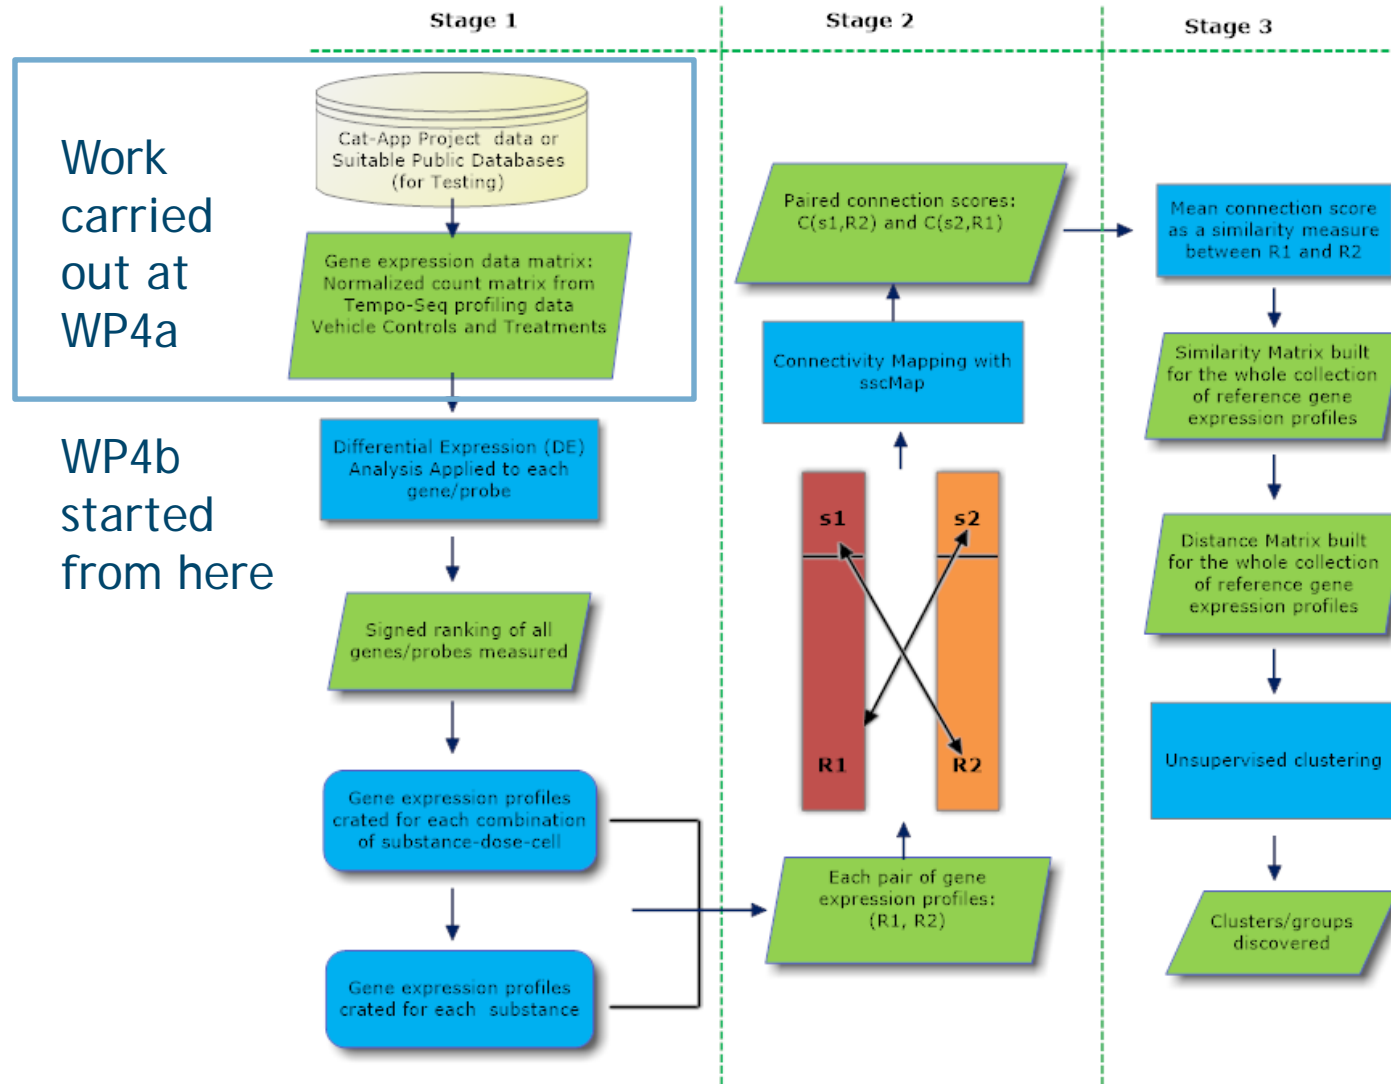 Stage 1
Work
carried
out at
WP4a
Cat-App Project data or
Suitable Public Databases
(for Testing)
Gene expression data matrix:
Normalized count matrix from
Tempo-Seq profiling data
Vehicle Controls and Treatments
WP4b
started
from here
Differential Expression (DE)
Analysis Applied to each
gene/probe
Signed ranking of all
genes/probes measured
Gene expression profiles
crated for each combination
of substance-dose-cell
Gene expression profiles
crated for each substance
Stage 2
Paired connection scores:
C(s1,R2) and C(s2,R1)
Connectivity Mapping with
sscMap
s1
s2
R1
R2
Each pair of gene
expression profiles:
(R1, R2)
Stage 3
Mean connection score
as a similarity measure
between R1 and R2
Similarity Matrix built
for the whole collection
of reference gene
expression profiles
Distance Matrix built
for the whole collection
of reference gene
expression profiles
Unsupervised clustering
Clusters/groups
discovered